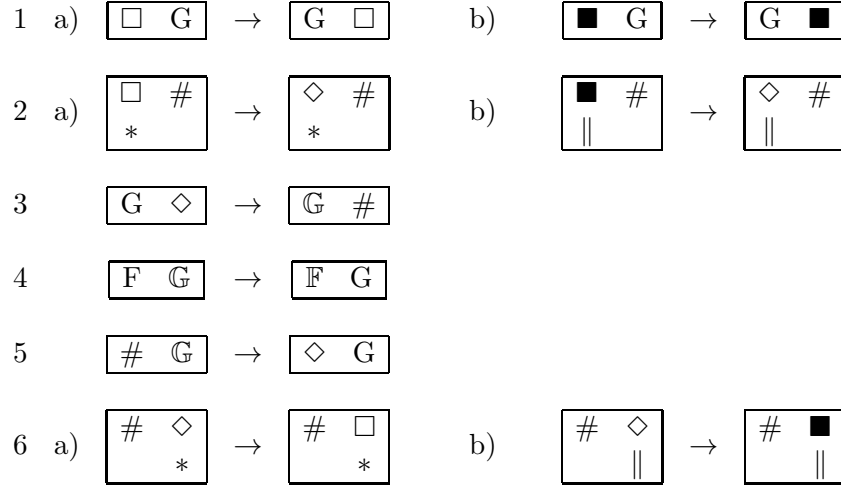 1 a) □ G → G □ b) ■ G → G ■
2 a) □ # → ◇ # b) ■ # → ◇ #
* * ∥ ∥
3 G ◇ → 𝔾 #
4 F 𝔾 → 𝔽 G
5 # 𝔾 → ◇ G
6 a) # ◇ → # □ b) # ◇ → # ■
* * ∥ ∥